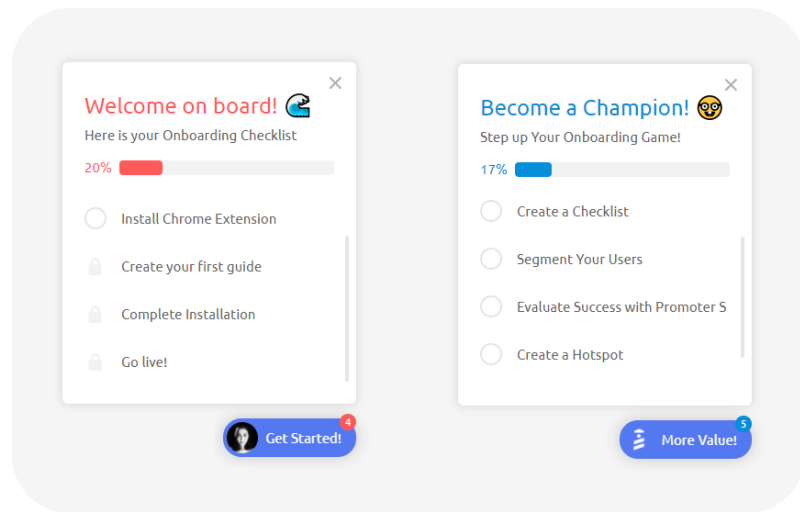 Welcome on board!
Here is your Onboarding Checklist
20%
Install Chrome Extension
Create your first guide
Complete Installation
Go live!
4
Get Started!
Become a Champion!
Step up Your Onboarding Game!
17%
Create a Checklist
Segment Your Users
Evaluate Success with Promoter S
Create a Hotspot
5
More Value!